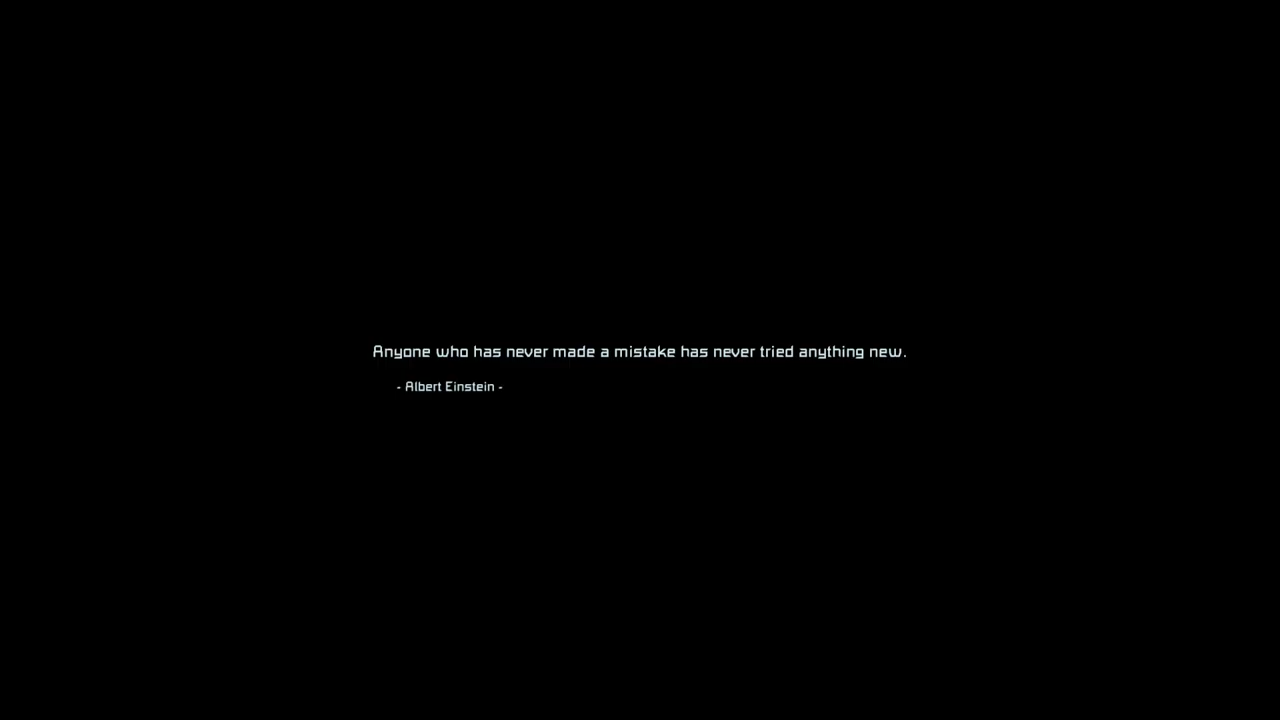 Anyone who has never made a mistake has never tried anything new.
- Albert Einstein -